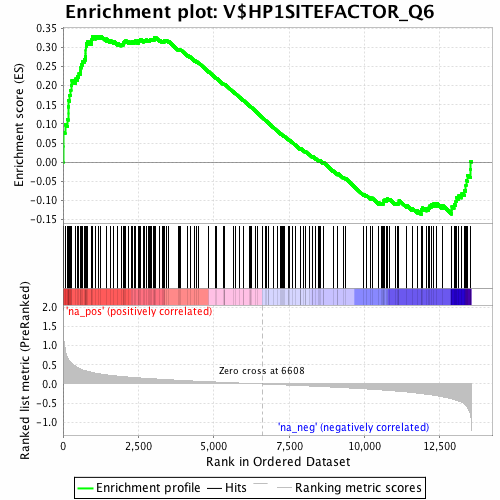 Enrichment plot: V$HP1SITEFACTOR_Q6
Enrichment score (ES)
0.35
0.30
0.25
0.20
0.15
0.10
0.05
0.00
-0.05
-0.10
-0.15
Ranked list metric (PreRanked)
2.0
1.5
1.0
0.5
0.0
-0.5
-1.0
'na_pos' (positively correlated)
Zero cross at 6608
'na_neg' (negatively correlated)
0 2,500 5,000 7,500 10,000 12,500
Rank in Ordered Dataset
Enrichment profile Hits Ranking metric scores